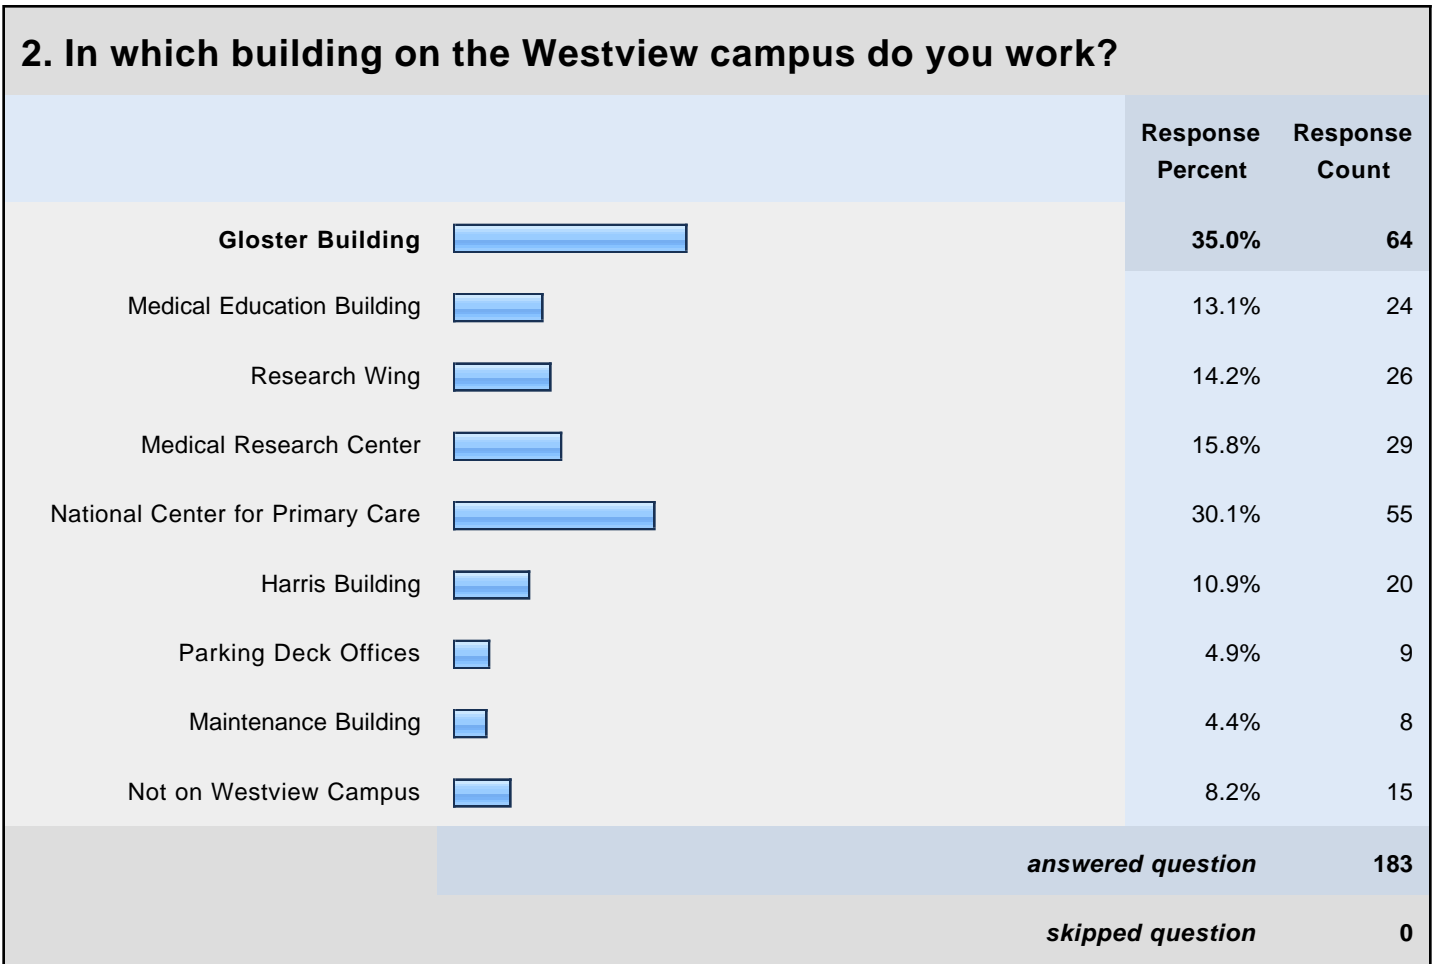 2. In which building on the Westview campus do you work?
Response Percent
Response Count
Gloster Building 35.0% 64
Medical Education Building 13.1% 24
Research Wing 14.2% 26
Medical Research Center 15.8% 29
National Center for Primary Care 30.1% 55
Harris Building 10.9% 20
Parking Deck Offices 4.9% 9
Maintenance Building 4.4% 8
Not on Westview Campus 8.2% 15
answered question 183
skipped question 0